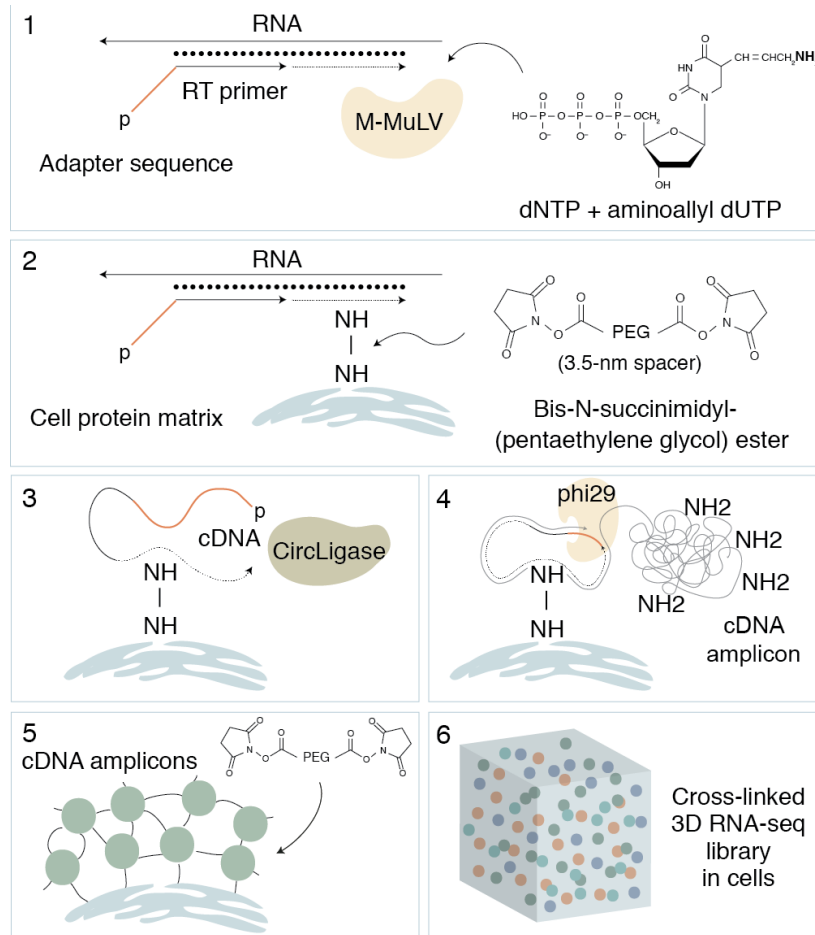 1
RNA
RT primer
p
Adapter sequence
M-MuLV
O
HN
O
N
CH=CHCH2NH
O O O
HO-P-O-P-O-P-OCH2
O- O- O-
O
OH
dNTP + aminoallyl dUTP
2
RNA
p
NH
NH
Cell protein matrix
O
N
O
O
O
PEG
O
O
O
N
O
(3.5-nm spacer)
Bis-N-succinimidyl-
(pentaethylene glycol) ester
3
p
cDNA
CircLigase
NH
NH
4
phi29
NH2
NH2
NH2
NH2
NH
NH
cDNA
amplicon
5
cDNA amplicons
O
N
O
O
O
PEG
O
O
O
N
O
6
Cross-linked
3D RNA-seq
library
in cells